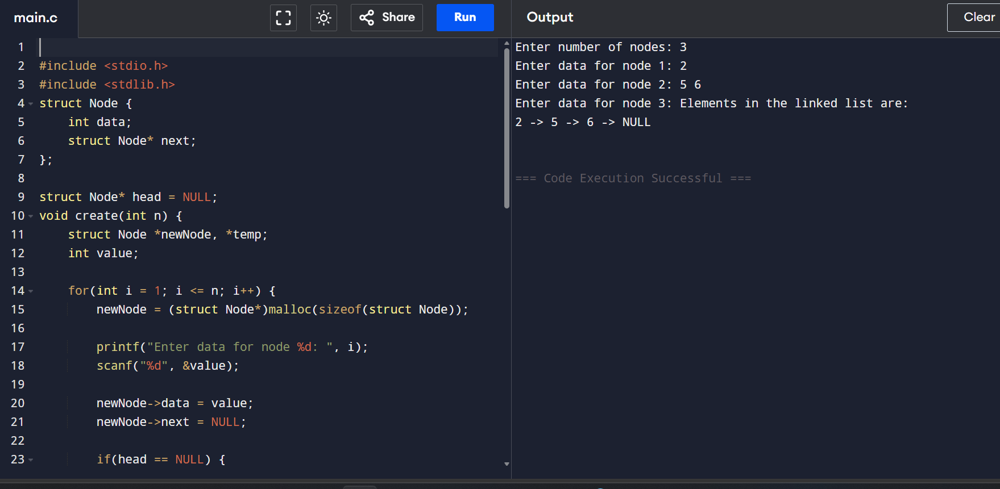 main.c
Share
Run
Output
Clear
1
2 #include <stdio.h>
3 #include <stdlib.h>
4 struct Node {
5     int data;
6     struct Node* next;
7 };
8
9 struct Node* head = NULL;
10 void create(int n) {
11     struct Node *newNode, *temp;
12     int value;
13
14     for(int i = 1; i <= n; i++) {
15         newNode = (struct Node*)malloc(sizeof(struct Node));
16
17         printf("Enter data for node %d: ", i);
18         scanf("%d", &value);
19
20         newNode->data = value;
21         newNode->next = NULL;
22
23         if(head == NULL) {
Enter number of nodes: 3
Enter data for node 1: 2
Enter data for node 2: 5 6
Enter data for node 3: Elements in the linked list are:
2 -> 5 -> 6 -> NULL
=== Code Execution Successful ===